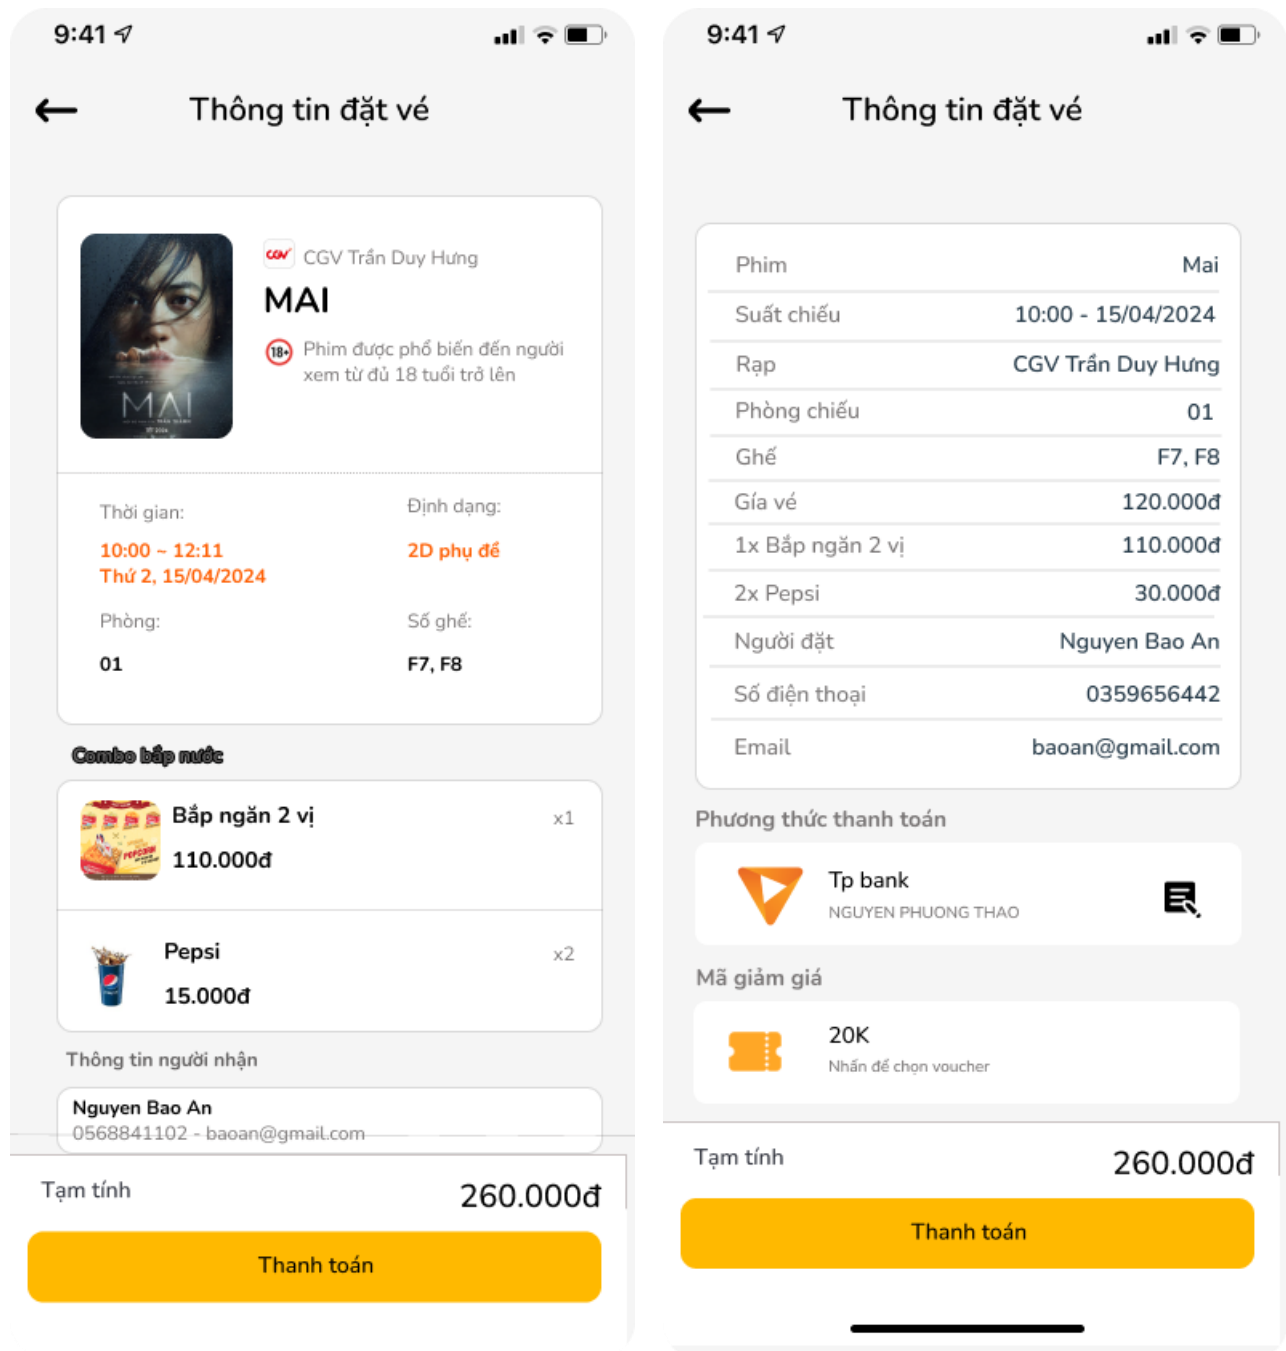 9:41
Thông tin đặt vé
CGV
CGV Trần Duy Hưng
MAI
18+
Phim được phổ biến đến người
xem từ đủ 18 tuổi trở lên
MAI
Thời gian:
Định dạng:
10:00 ~ 12:11
2D phụ đề
Thứ 2, 15/04/2024
Phòng:
Số ghế:
01
F7, F8
Combo bắp nước
Bắp ngăn 2 vị
x1
110.000đ
POPCORN
Pepsi
x2
15.000đ
Thông tin người nhận
Nguyen Bao An
0568841102 - baoan@gmail.com
Tạm tính
260.000đ
Thanh toán
9:41
Thông tin đặt vé
Phim Mai
Suất chiếu 10:00 - 15/04/2024
Rạp CGV Trần Duy Hưng
Phòng chiếu 01
Ghế F7, F8
Gía vé 120.000đ
1x Bắp ngăn 2 vị 110.000đ
2x Pepsi 30.000đ
Người đặt Nguyen Bao An
Số điện thoại 0359656442
Email baoan@gmail.com
Phương thức thanh toán
Tp bank
NGUYEN PHUONG THAO
Mã giảm giá
20K
Nhấn để chọn voucher
Tạm tính
260.000đ
Thanh toán